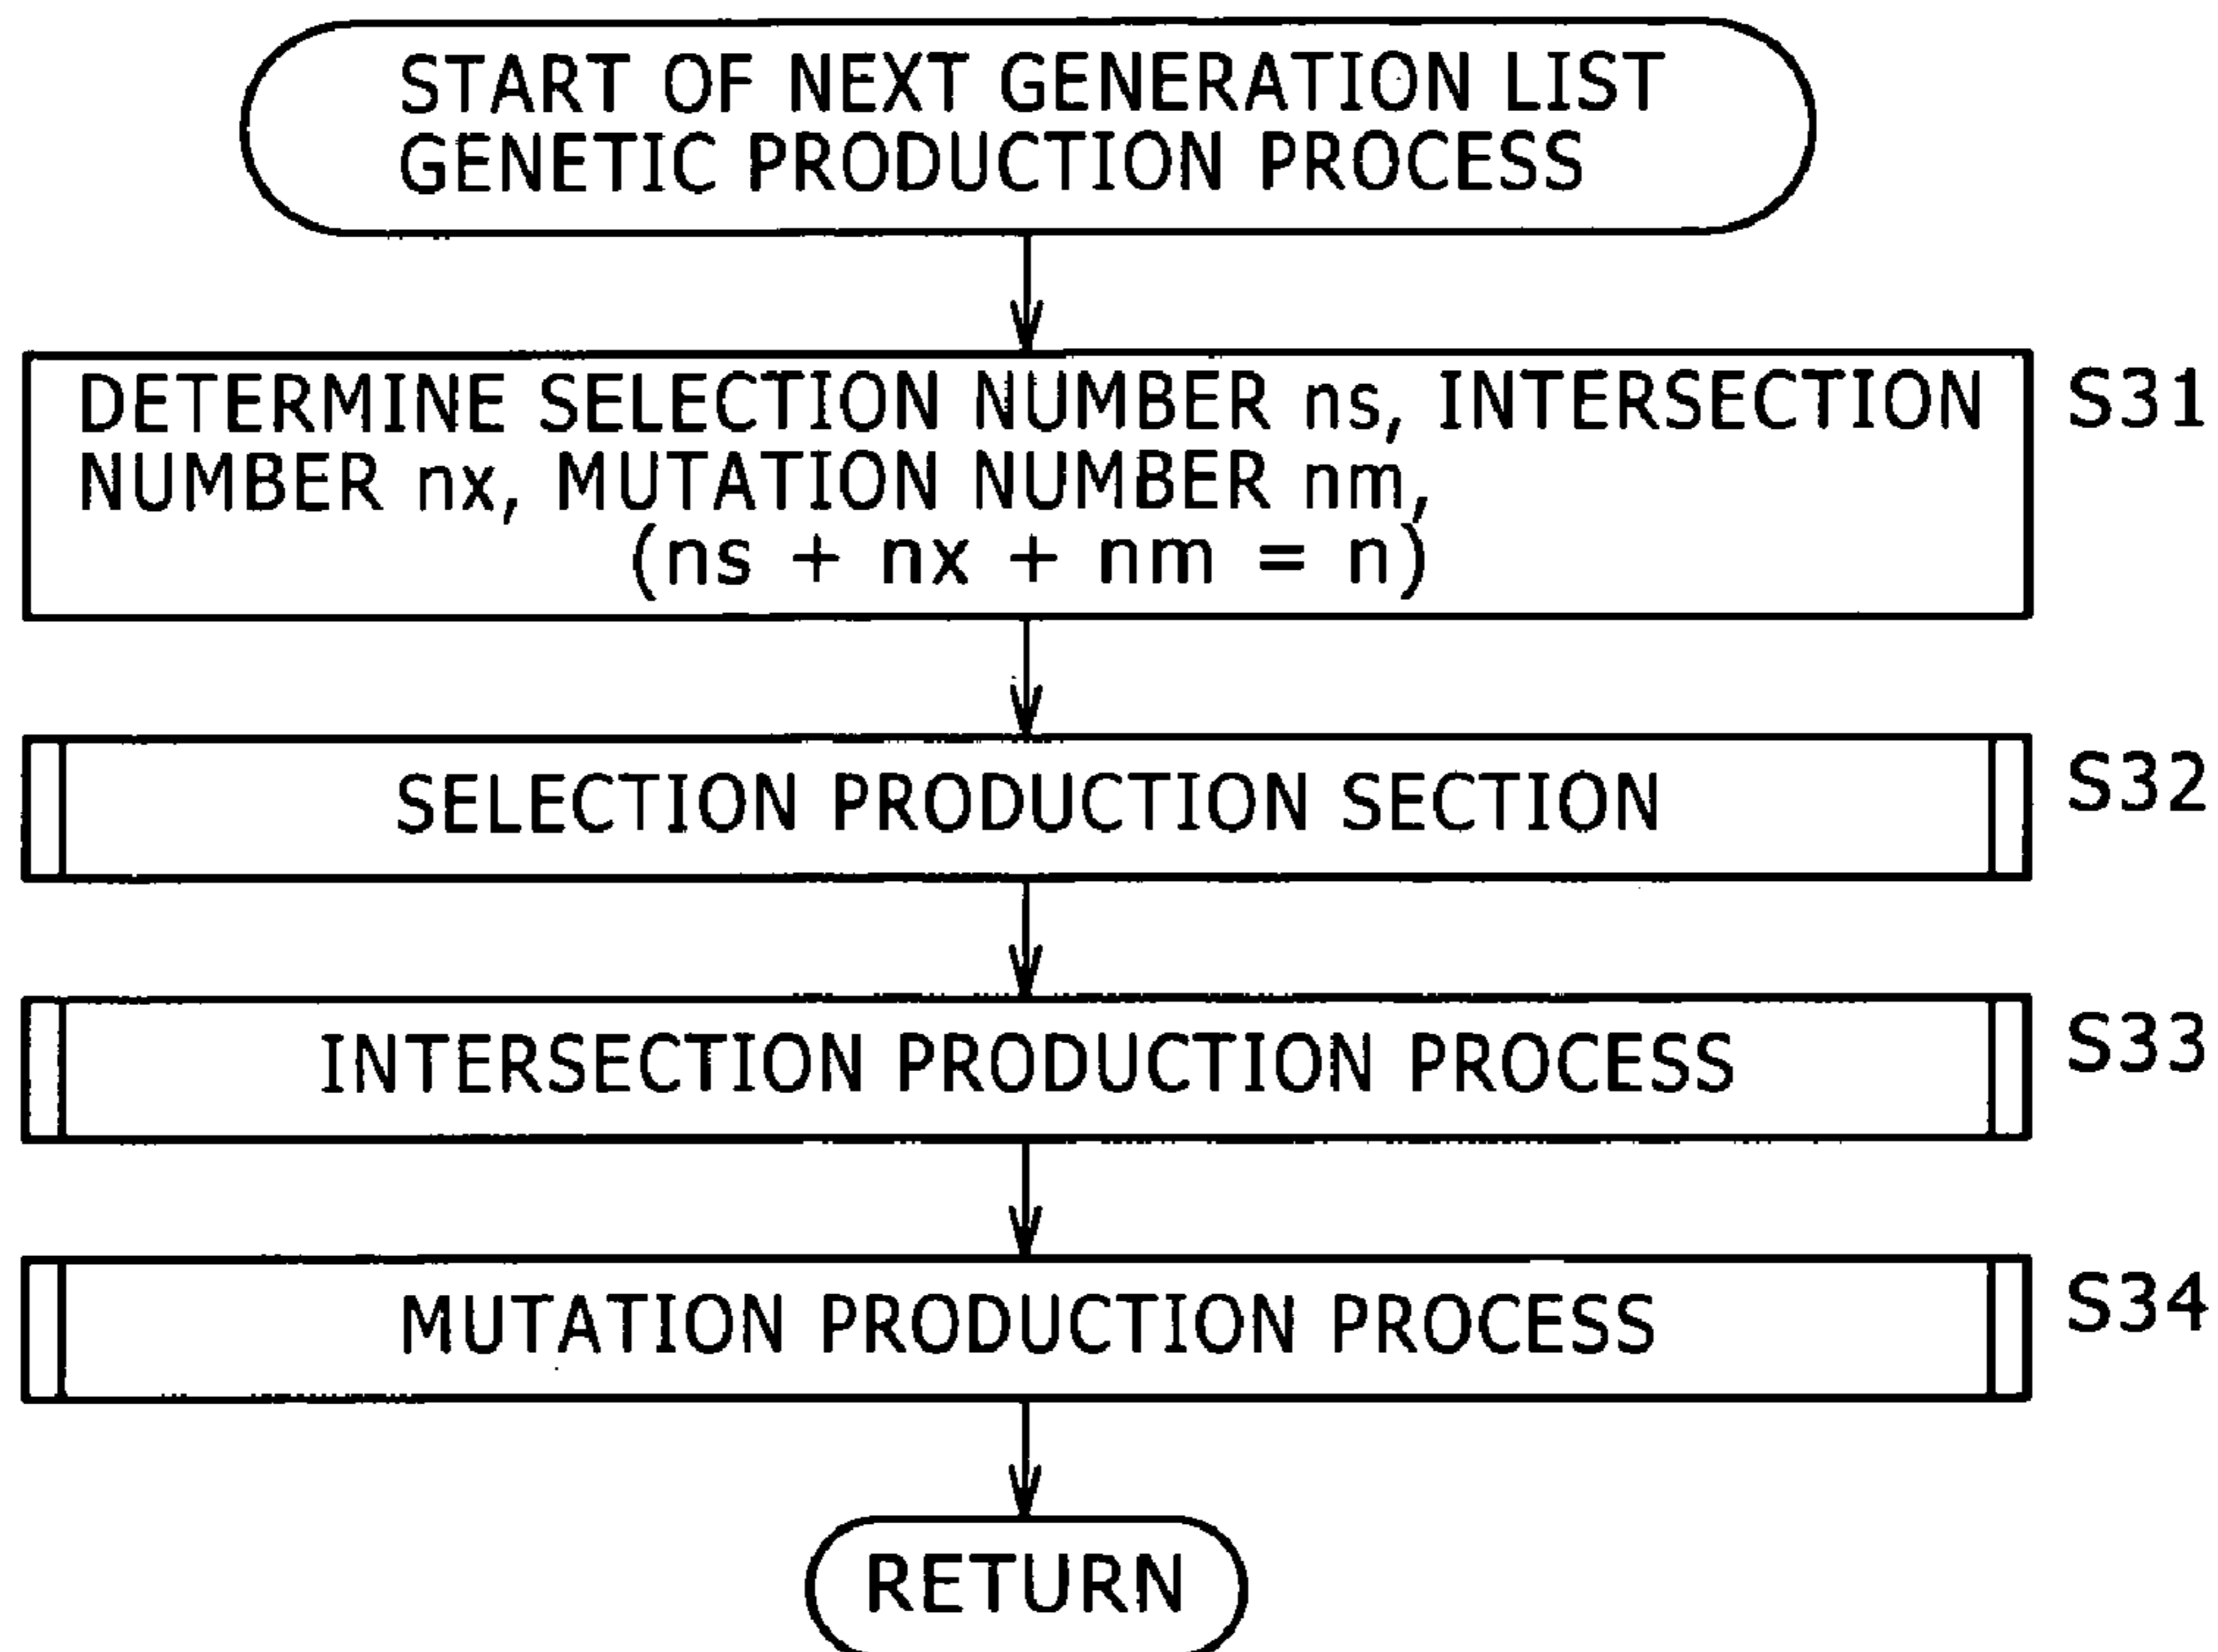 START OF NEXT GENERATION LIST
GENETIC PRODUCTION PROCESS
DETERMINE SELECTION NUMBER ns, INTERSECTION
NUMBER nx, MUTATION NUMBER nm,
(ns + nx + nm = n)
S31
SELECTION PRODUCTION SECTION
S32
INTERSECTION PRODUCTION PROCESS
S33
MUTATION PRODUCTION PROCESS
S34
RETURN